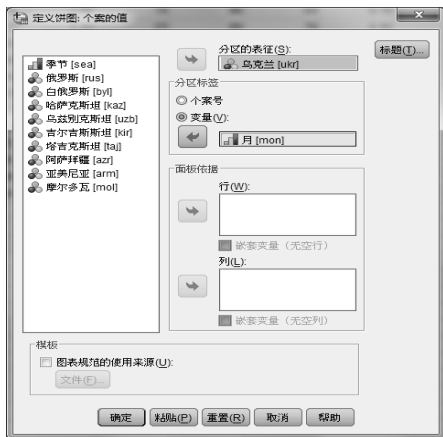 定义饼图: 个案的值
季节 [sea]
俄罗斯 [rus]
白俄罗斯 [byl]
哈萨克斯坦 [kaz]
乌兹别克斯坦 [uzb]
吉尔吉斯斯坦 [kir]
塔吉克斯坦 [taj]
阿萨拜疆 [azr]
亚美尼亚 [arm]
摩尔多瓦 [mol]
分区的表征(S):
乌克兰 [ukr]
标题(T)...
分区标签
个案号
变量(V):
月 [mon]
面板依据
行(W):
嵌套变量（无空行）
列(L):
嵌套变量（无空列）
模板
图表规范的使用来源(U):
文件(F)...
确定 粘贴(P) 重置(R) 取消 帮助